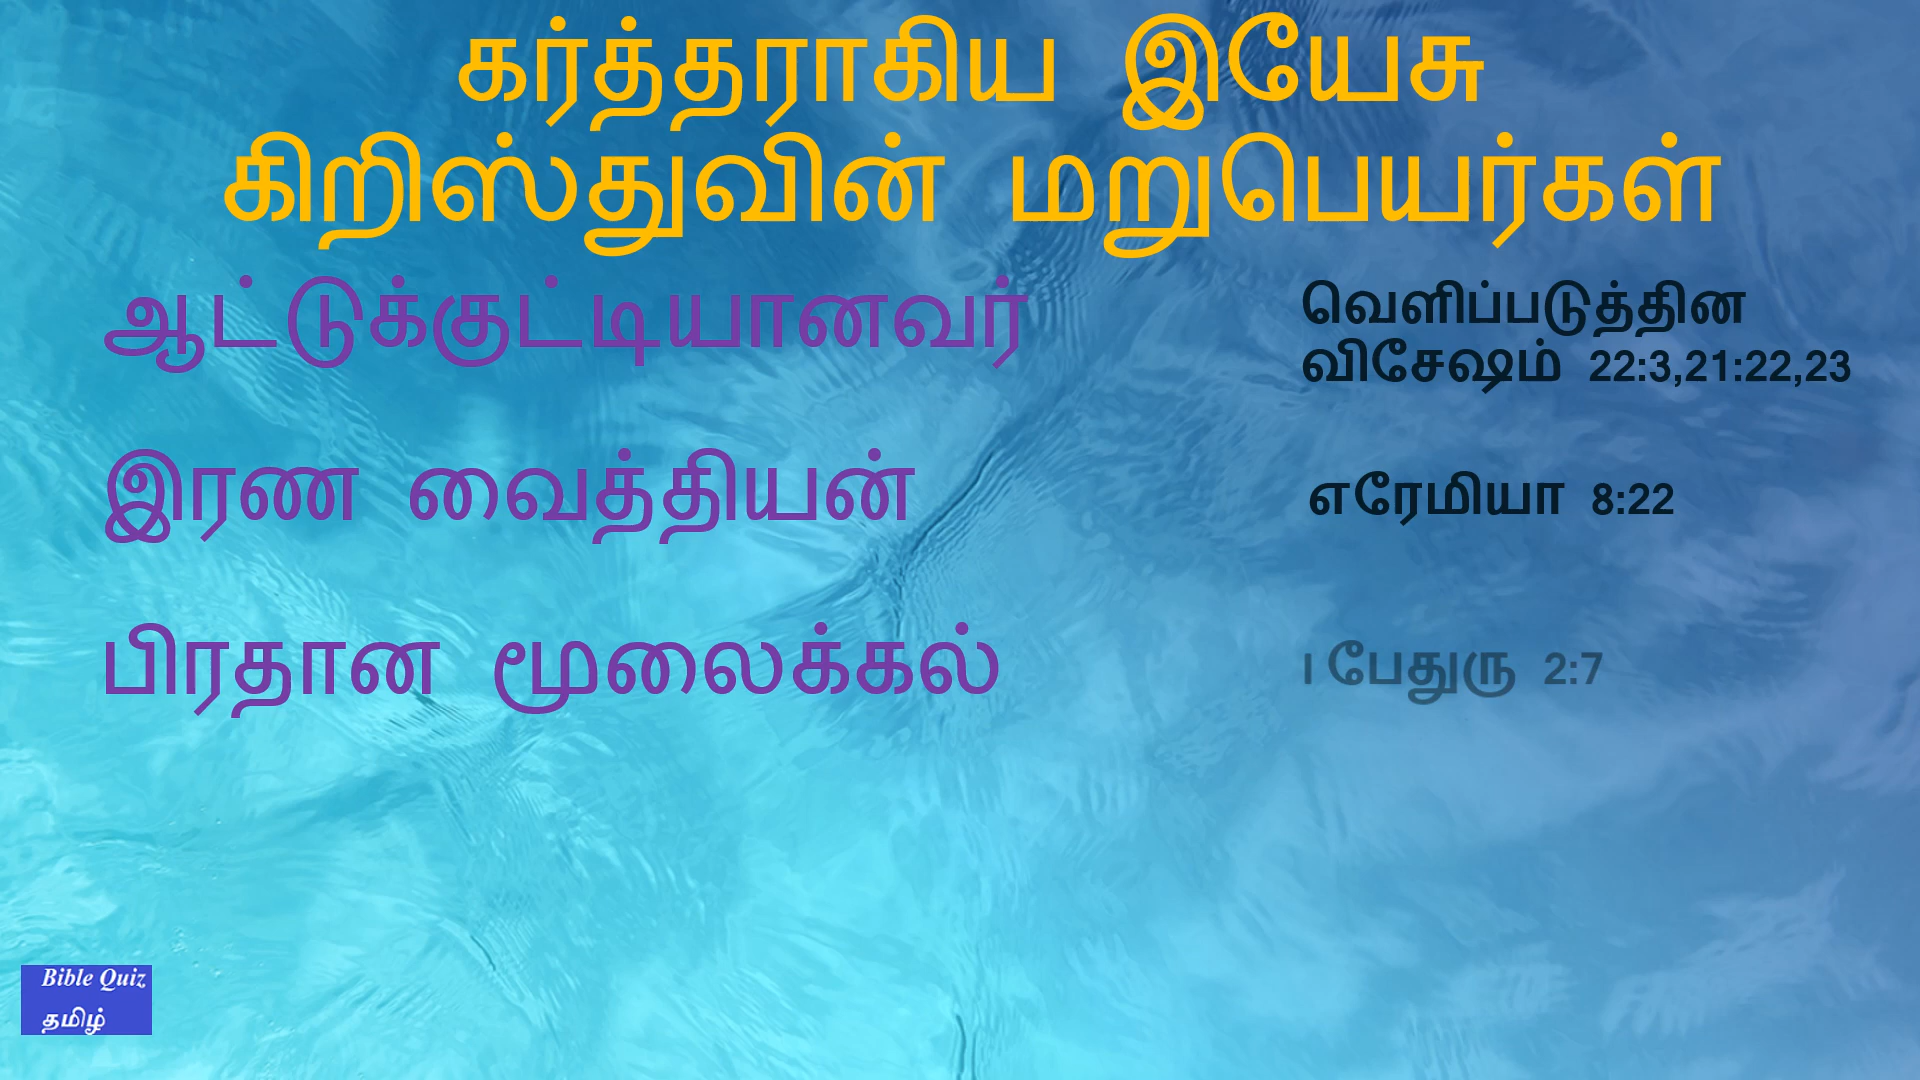 கர்த்தராகிய இயேசு
கிறிஸ்துவின் மறுபெயர்கள்
ஆட்டுக்குட்டியானவர்
வெளிப்படுத்தின
விசேஷம் 22:3,21:22,23
இரண வைத்தியன்
எரேமியா 8:22
பிரதான மூலைக்கல்
I பேதுரு 2:7
Bible Quiz
தமிழ்